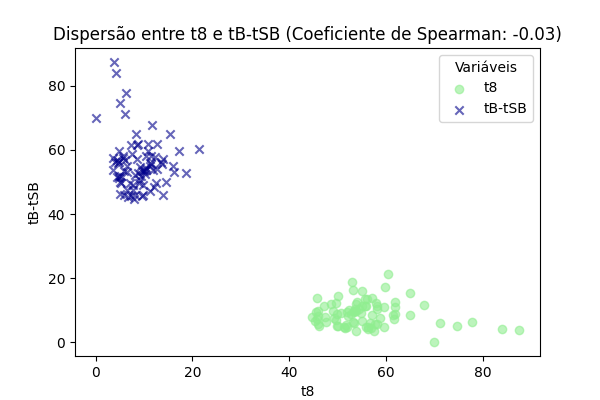 Dispersão entre t8 e tB-tSB (Coeficiente de Spearman: -0.03)
Variáveis
t8
tB-tSB
tB-tSB
80
60
40
20
0
0 20 40 60 80
t8